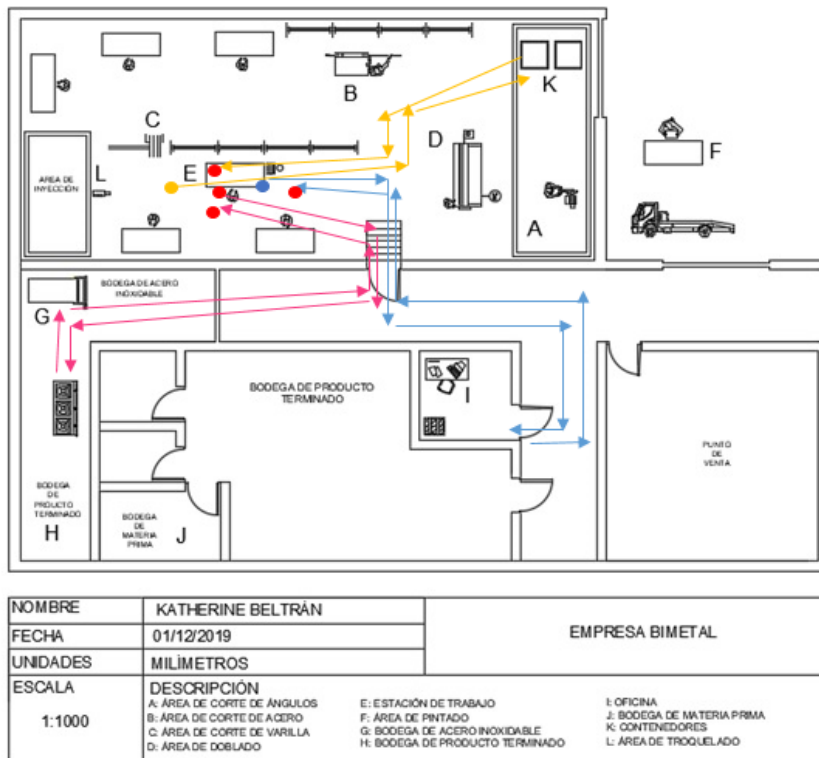 B
K
C
D
F
E
ÁREA DE
INYECCIÓN
L
A
BODEGA DE ACERO
INOXIDABLE
G
BODEGA DE PRODUCTO
TERMINADO
I
PUNTO
DE
VENTA
BODEGA
DE
PROUCTO
TERMINADO
H
BODEGA
DE
MATERIA
PRIMA
J
NOMBRE
KATHERINE BELTRÁN
EMPRESA BIMETAL
FECHA
01/12/2019
UNIDADES
MILÍMETROS
ESCALA
1:1000
DESCRIPCIÓN
A: ÁREA DE CORTE DE ÁNGULOS
B: ÁREA DE CORTE DE ACERO
C: ÁREA DE CORTE DE VARILLA
D: ÁREA DE DOBLADO
E: ESTACIÓN DE TRABAJO
F: ÁREA DE PINTADO
G: BODEGA DE ACERO INOXIDABLE
H: BODEGA DE PRODUCTO TERMINADO
I: OFICINA
J: BODEGA DE MATERIA PRIMA
K: CONTENEDORES
L: ÁREA DE TROQUELADO